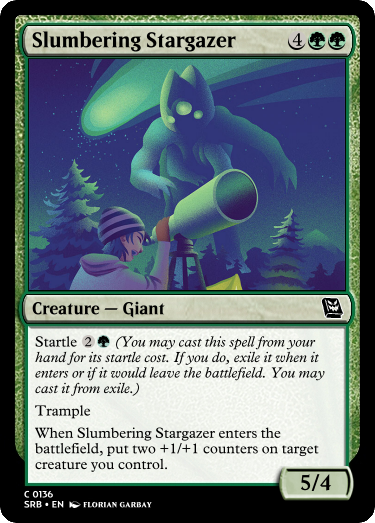 Slumbering Stargazer 4
Creature — Giant
Startle 2 (You may cast this spell from your
hand for its startle cost. If you do, exile it when it
enters or if it would leave the battlefield. You may
cast it from exile.)
Trample
When Slumbering Stargazer enters the
battlefield, put two +1/+1 counters on target
creature you control.
5/4
C 0136
SRB • EN FLORIAN GARBAY